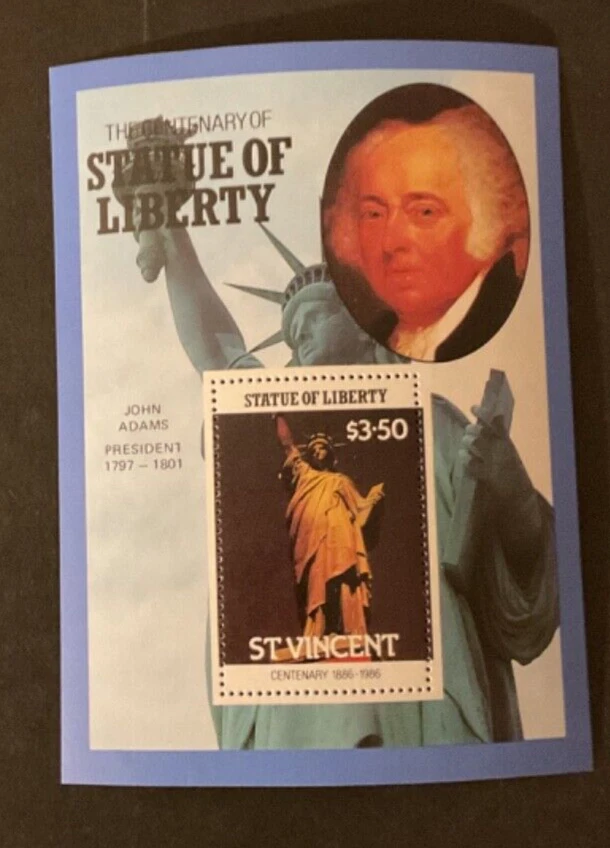 THE CENTENARY OF
STATUE OF
LIBERTY
JOHN
ADAMS
PRESIDENT
1797 - 1801
STATUE OF LIBERTY
$3·50
ST VINCENT
CENTENARY 1886-1986